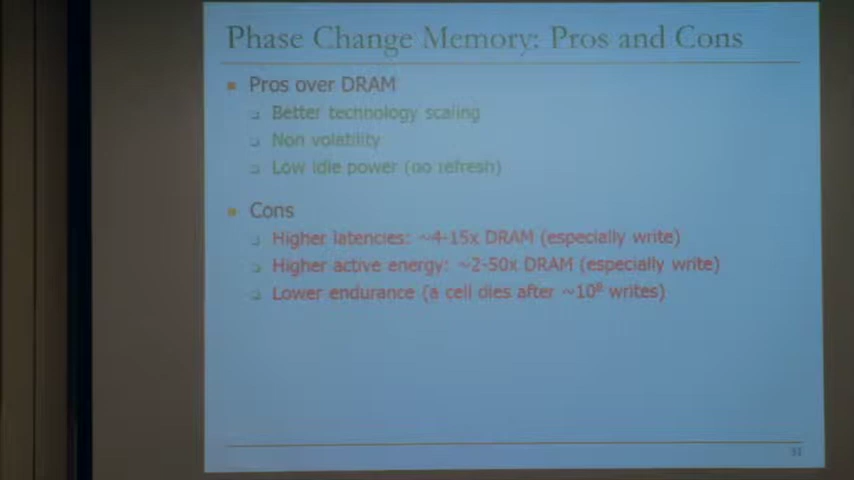 Phase Change Memory: Pros and Cons
Pros over DRAM
Better technology scaling
Non volatility
Low idle power (no refresh)
Cons
Higher latencies: ~4-15x DRAM (especially write)
Higher active energy: ~2-50x DRAM (especially write)
Lower endurance (a cell dies after ~10⁸ writes)